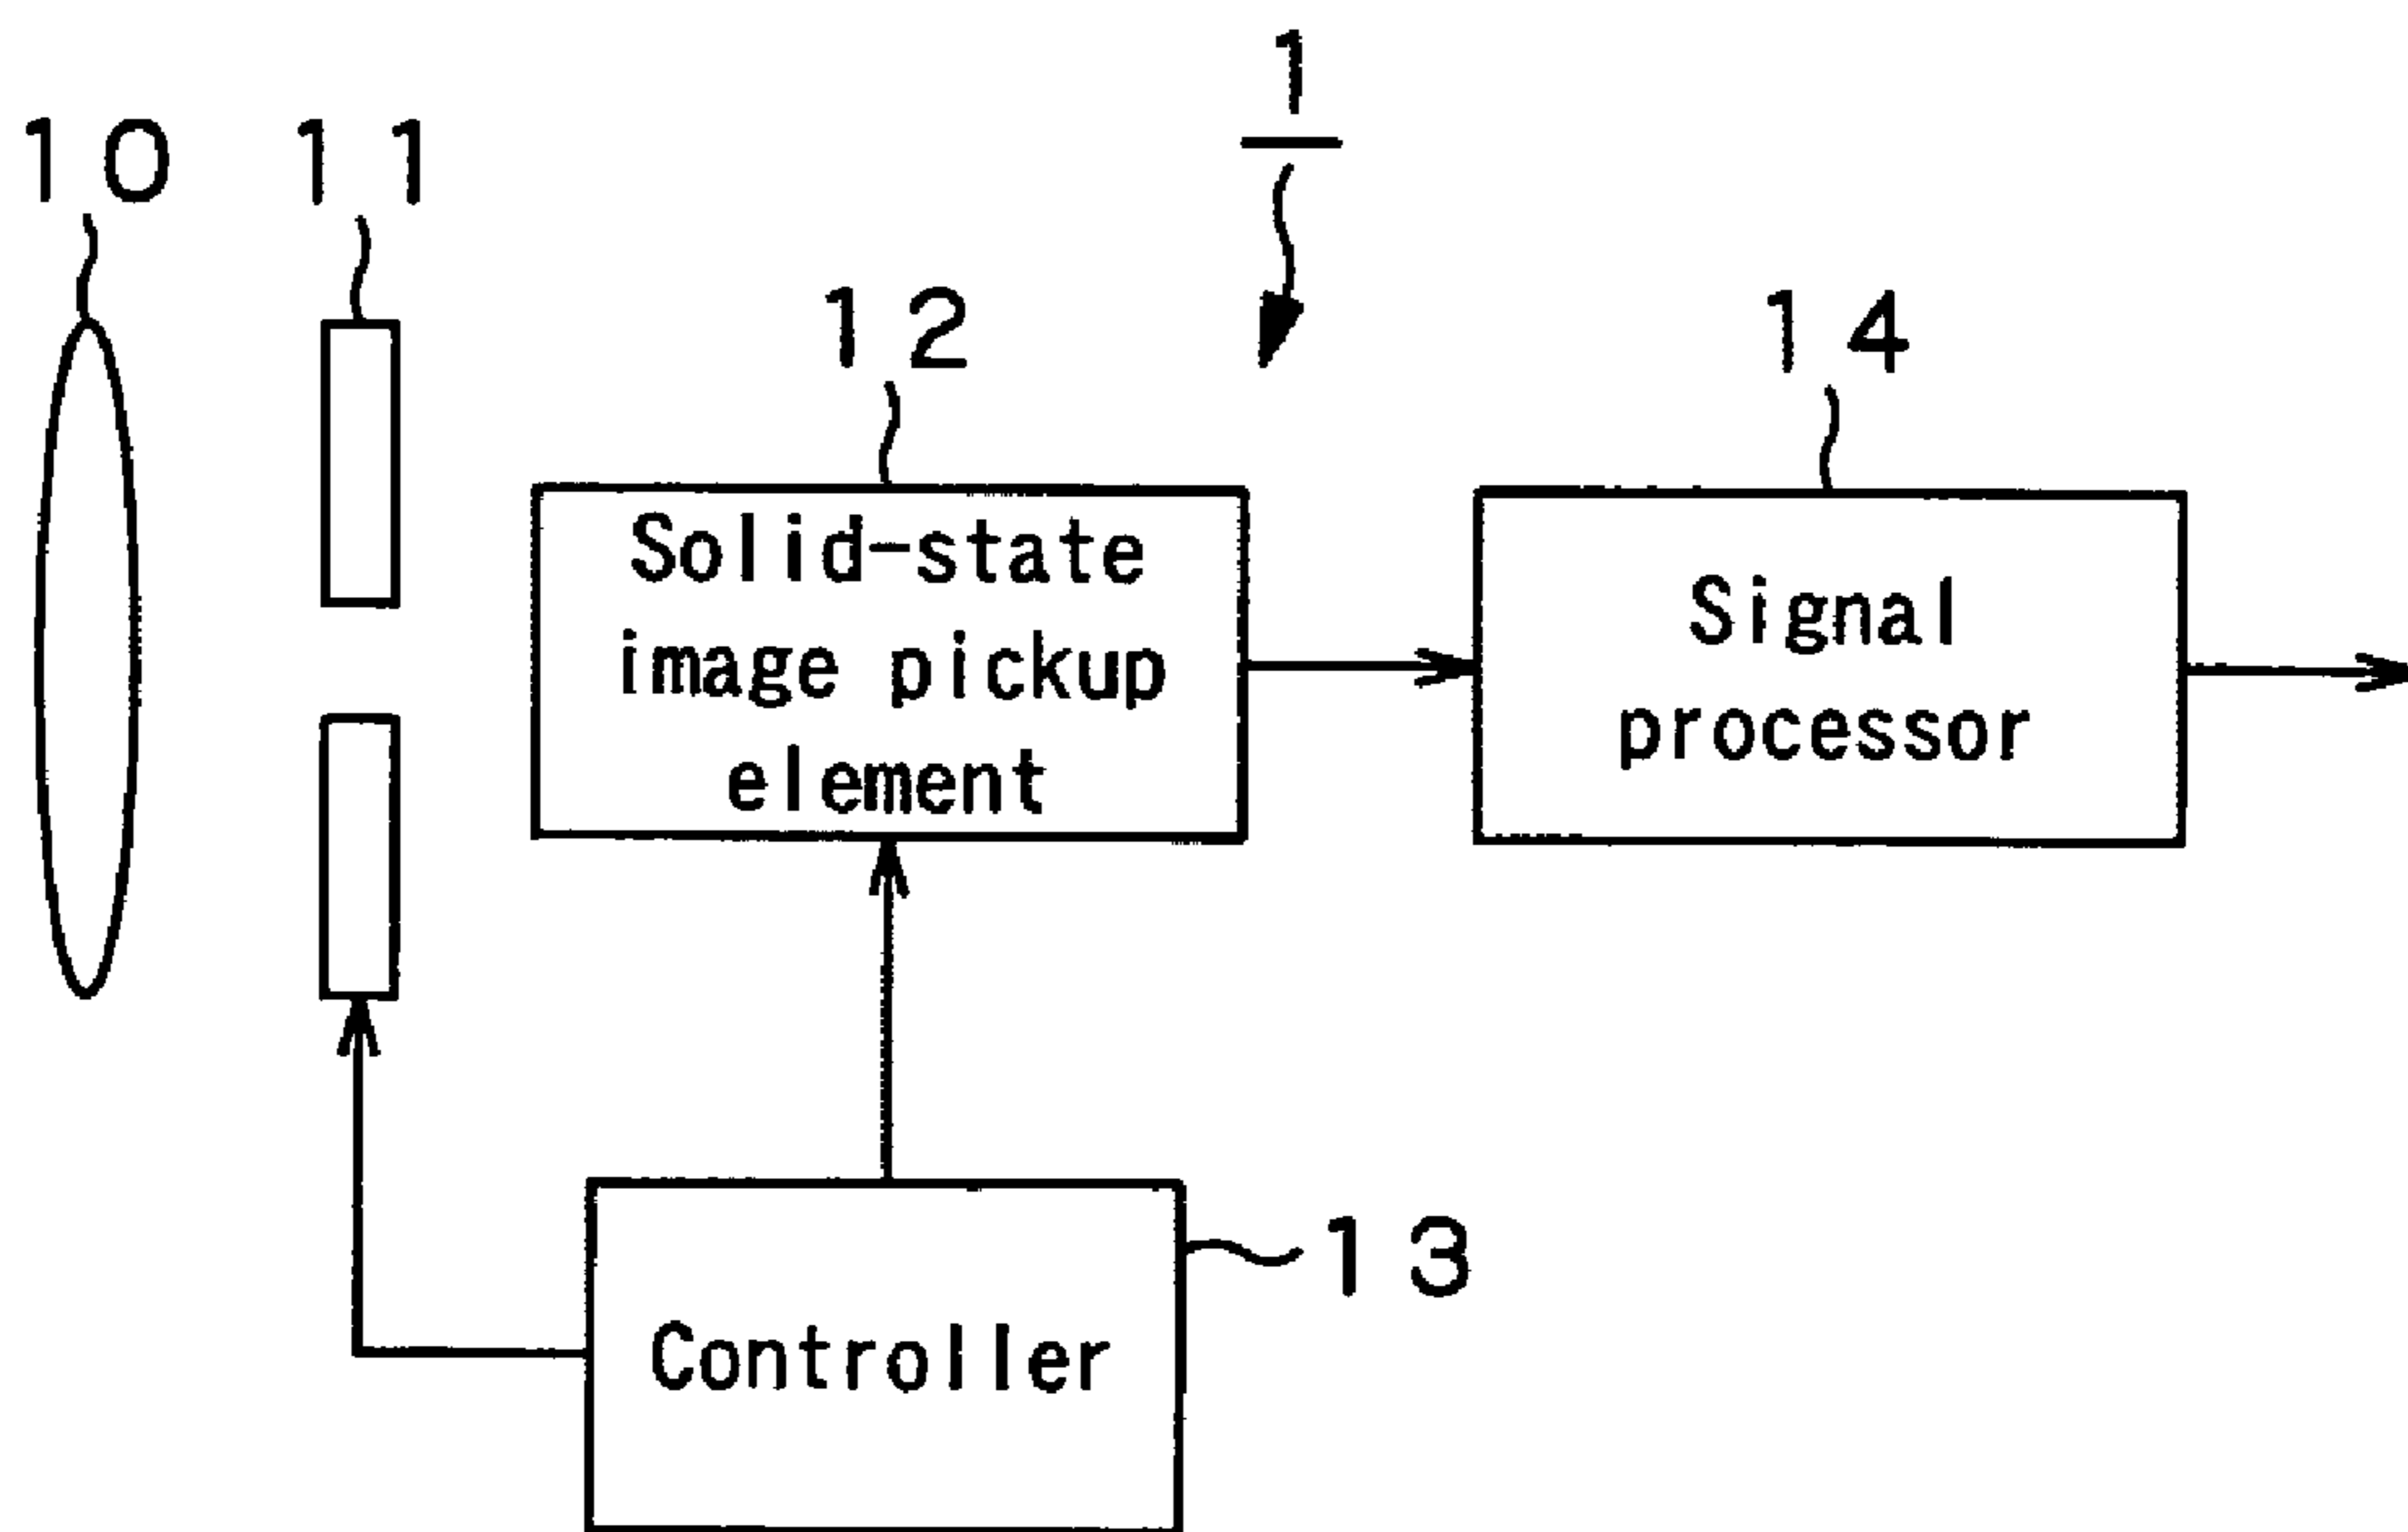 1
10 11
12
14
Solid-state
image pickup
element
Signal
processor
13
Controller